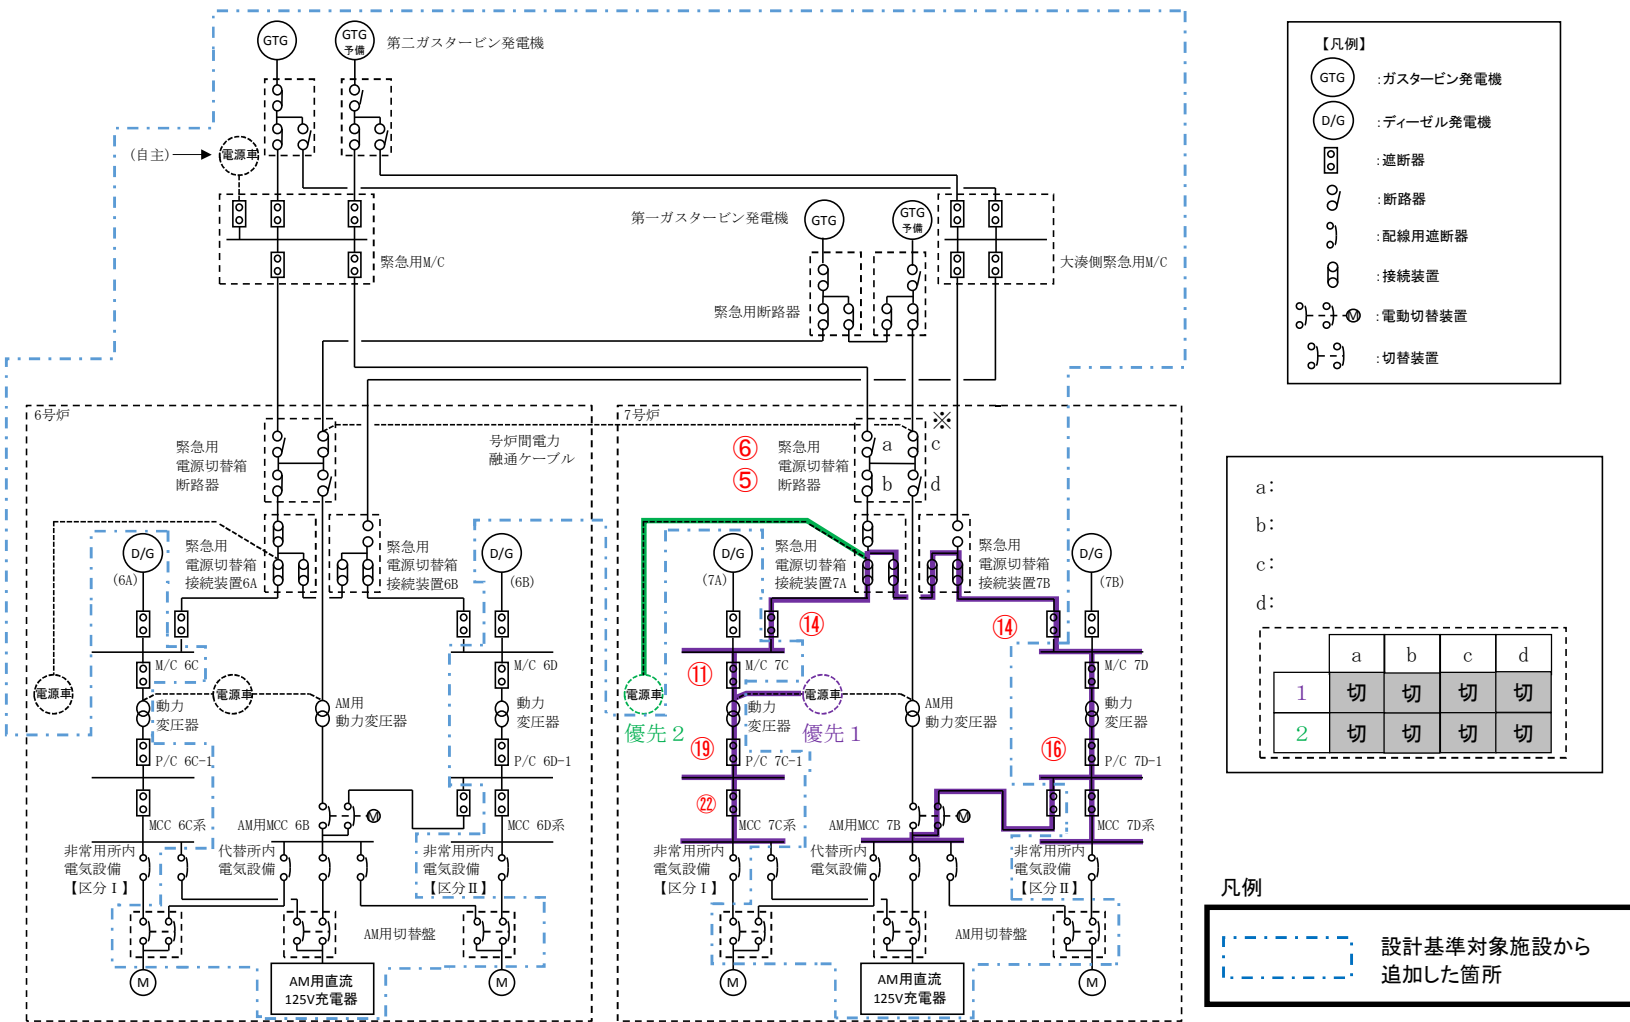 GTG
GTG
予備
第二ガスタービン発電機
(自主)
電源車
緊急用M/C
第一ガスタービン発電機
GTG
GTG
予備
緊急用断路器
大湊側緊急用M/C
【凡例】
GTG
:ガスタービン発電機
D/G
:ディーゼル発電機
:遮断器
:断路器
:配線用遮断器
:接続装置
M
:電動切替装置
:切替装置
6号炉
緊急用
電源切替箱
断路器
号炉間電力
融通ケーブル
D/G
(6A)
緊急用
電源切替箱
接続装置6A
緊急用
電源切替箱
接続装置6B
D/G
(6B)
M/C 6C
M/C 6D
電源車
電源車
動力
変圧器
AM用
動力変圧器
動力
変圧器
P/C 6C-1
P/C 6D-1
MCC 6C系
AM用MCC 6B
M
MCC 6D系
非常用所内
電気設備
【区分Ⅰ】
代替所内
電気設備
非常用所内
電気設備
【区分Ⅱ】
AM用切替盤
M
AM用直流
125V充電器
M
7号炉
※
⑥
⑤
緊急用
電源切替箱
断路器
a
c
b
d
D/G
(7A)
緊急用
電源切替箱
接続装置7A
緊急用
電源切替箱
接続装置7B
D/G
(7B)
⑭
⑭
M/C 7C
M/C 7D
⑪
電源車
優先2
電源車
優先1
動力
変圧器
AM用
動力変圧器
動力
変圧器
⑲
P/C 7C-1
⑯
P/C 7D-1
㉒
MCC 7C系
AM用MCC 7B
M
MCC 7D系
非常用所内
電気設備
【区分Ⅰ】
代替所内
電気設備
非常用所内
電気設備
【区分Ⅱ】
AM用切替盤
M
AM用直流
125V充電器
M
a:
b:
c:
d:
a b c d
1 切 切 切 切
2 切 切 切 切
凡例
設計基準対象施設から
追加した箇所